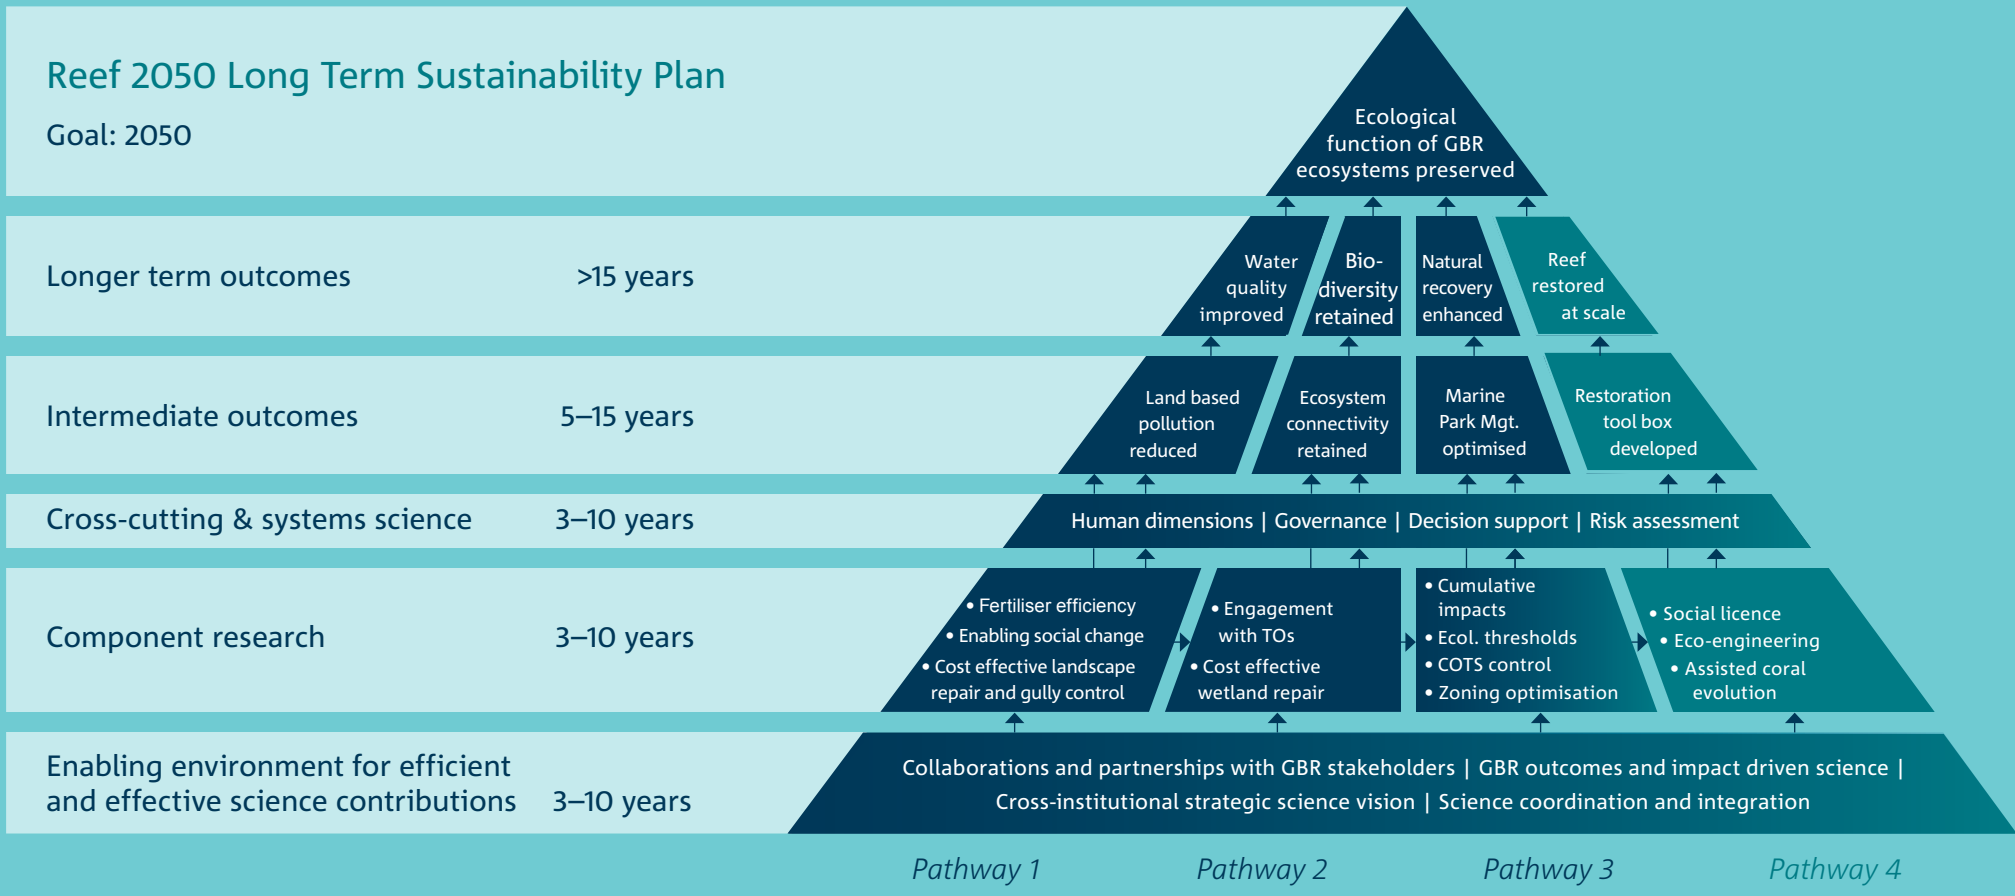 Reef 2050 Long Term Sustainability Plan
Goal: 2050
Ecological
function of GBR
ecosystems preserved
Longer term outcomes >15 years
Water
quality
improved
Bio-
diversity
retained
Natural
recovery
enhanced
Reef
restored
at scale
Intermediate outcomes 5–15 years
Land based
pollution
reduced
Ecosystem
connectivity
retained
Marine
Park Mgt.
optimised
Restoration
tool box
developed
Cross-cutting & systems science 3–10 years
Human dimensions | Governance | Decision support | Risk assessment
Component research 3–10 years
• Fertiliser efficiency
• Enabling social change
• Cost effective landscape
repair and gully control
• Engagement
with TOs
• Cost effective
wetland repair
• Cumulative
impacts
• Ecol. thresholds
• COTS control
• Zoning optimisation
• Social licence
• Eco-engineering
• Assisted coral
evolution
Enabling environment for efficient
and effective science contributions 3–10 years
Collaborations and partnerships with GBR stakeholders | GBR outcomes and impact driven science |
Cross-institutional strategic science vision | Science coordination and integration
Pathway 1
Pathway 2
Pathway 3
Pathway 4